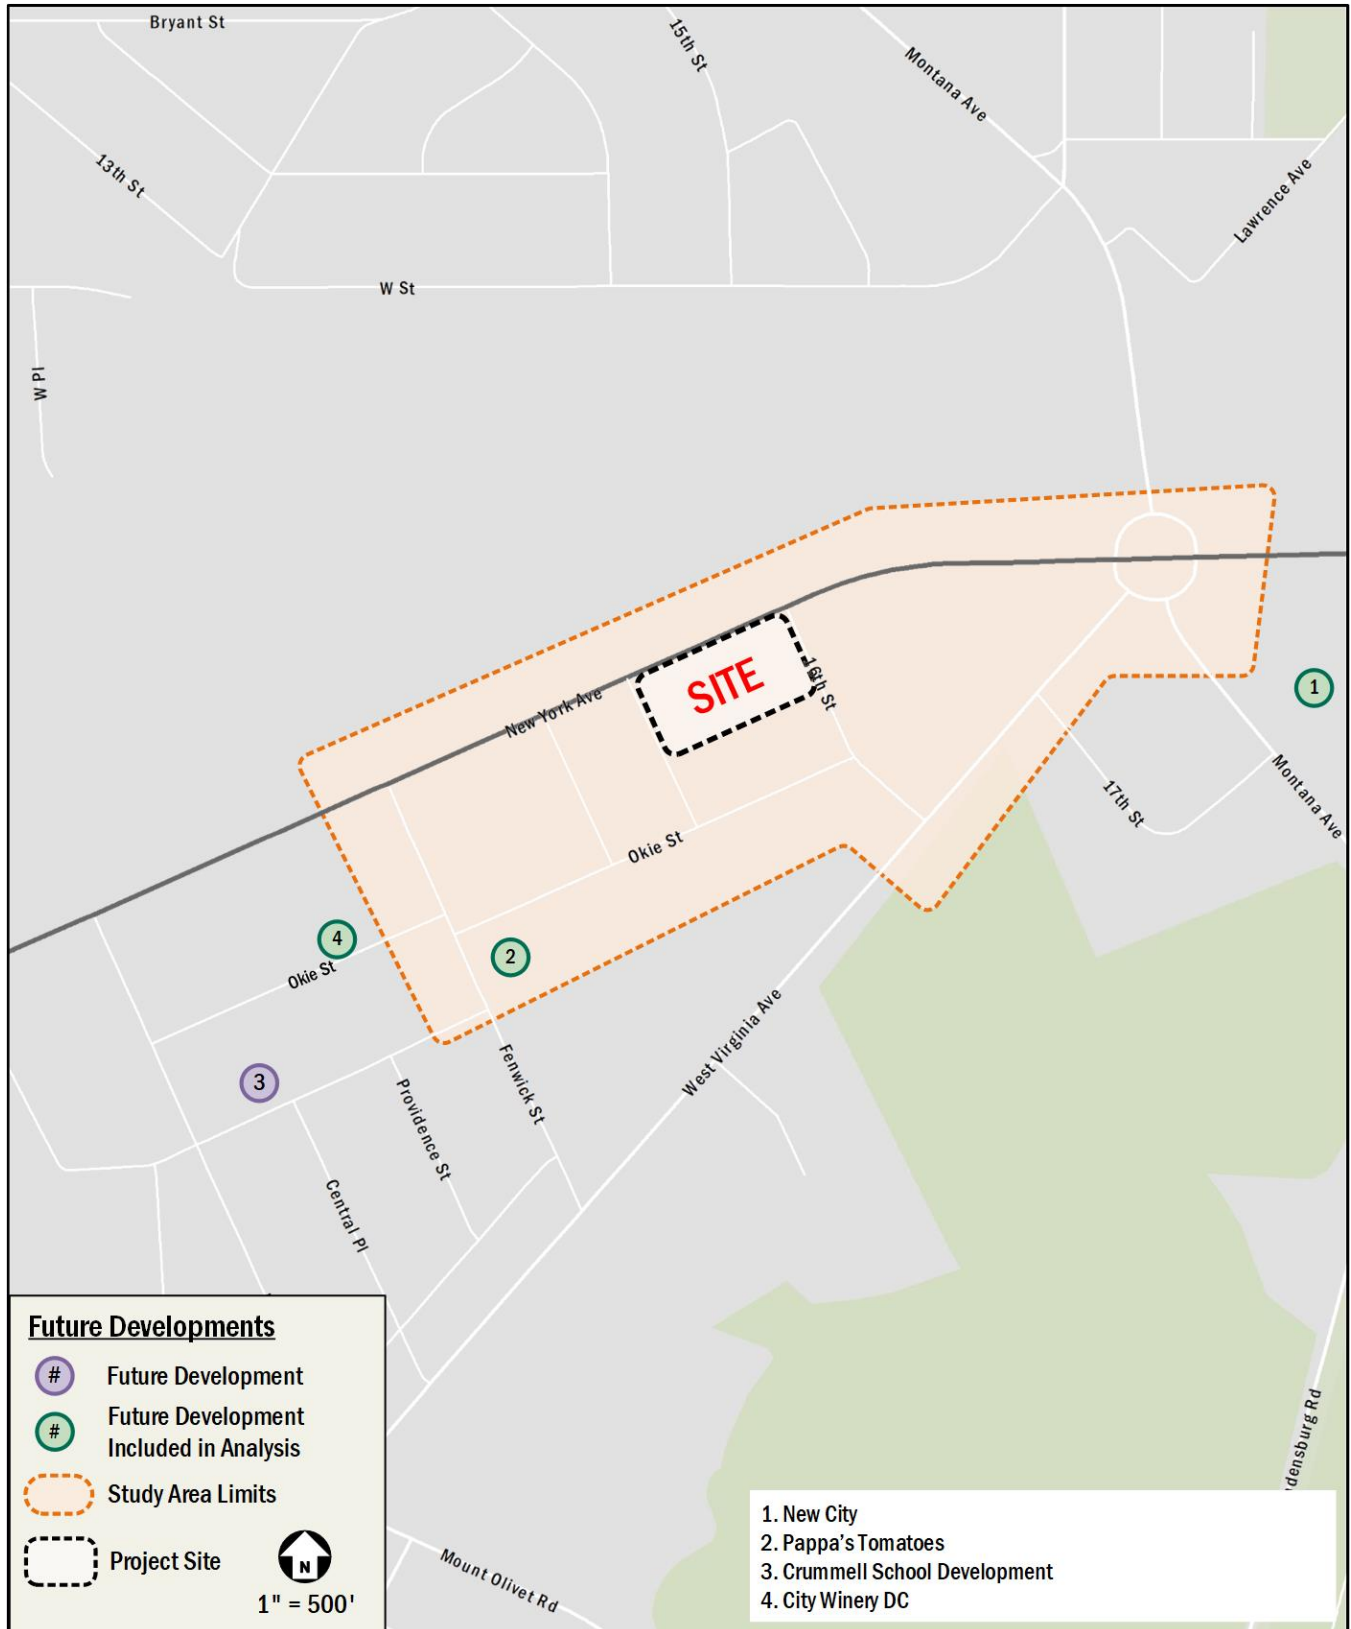 Bryant St
15th St
Montana Ave
13th St
Lawrence Ave
W St
W Pl
SITE
16th St
New York Ave
1
17th St
Montana Ave
Okie St
4
2
Okie St
West Virginia Ave
3
Fenwick St
Providence St
Central Pl
Future Developments
# Future Development
# Future Development
Included in Analysis
Study Area Limits
Project Site
N
1" = 500'
Mount Olivet Rd
densburg Rd
1. New City
2. Pappa's Tomatoes
3. Crummell School Development
4. City Winery DC